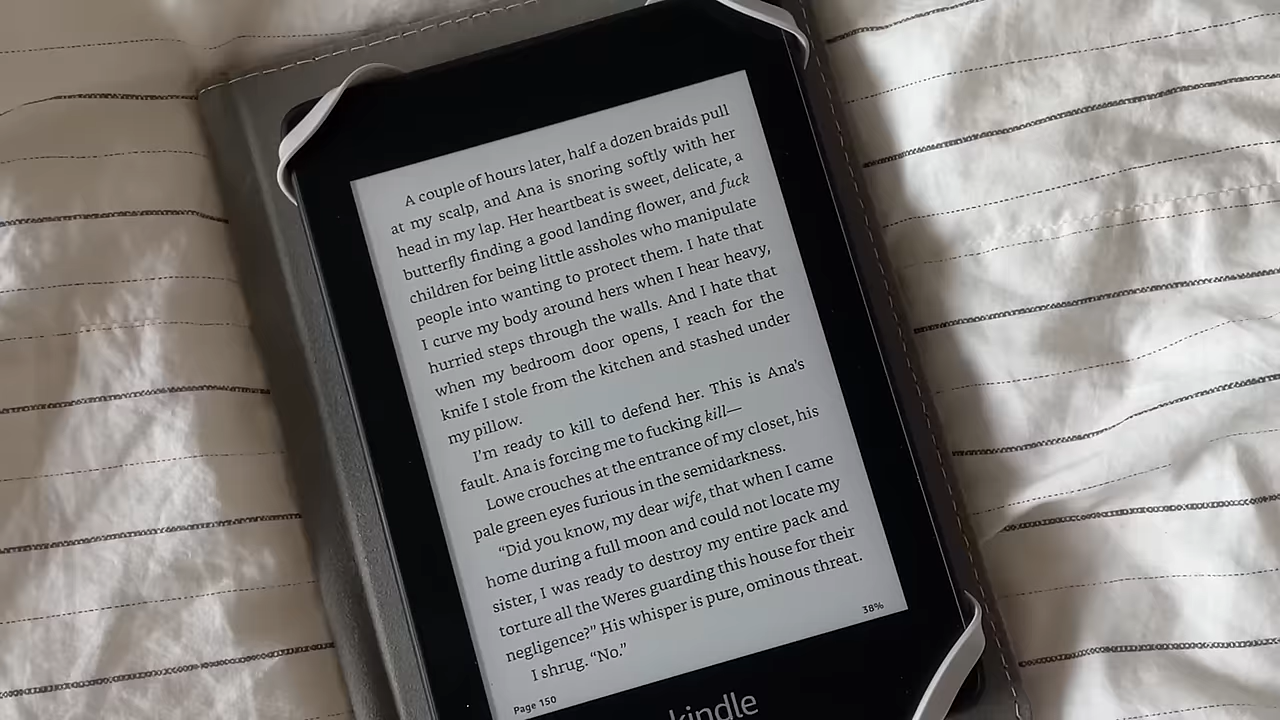 A couple of hours later, half a dozen braids pull
at my scalp, and Ana is snoring softly with her
head in my lap. Her heartbeat is sweet, delicate, a
butterfly finding a good landing flower, and fuck
children for being little assholes who manipulate
people into wanting to protect them. I hate that
I curve my body around hers when I hear heavy,
hurried steps through the walls. And I hate that
when my bedroom door opens, I reach for the
knife I stole from the kitchen and stashed under
my pillow.
I'm ready to kill to defend her. This is Ana's
fault. Ana is forcing me to fucking kill—
Lowe crouches at the entrance of my closet, his
pale green eyes furious in the semidarkness.
“Did you know, my dear wife, that when I came
home during a full moon and could not locate my
sister, I was ready to destroy my entire pack and
torture all the Weres guarding this house for their
negligence?” His whisper is pure, ominous threat.
I shrug. “No.”
Page 150
38%
kindle